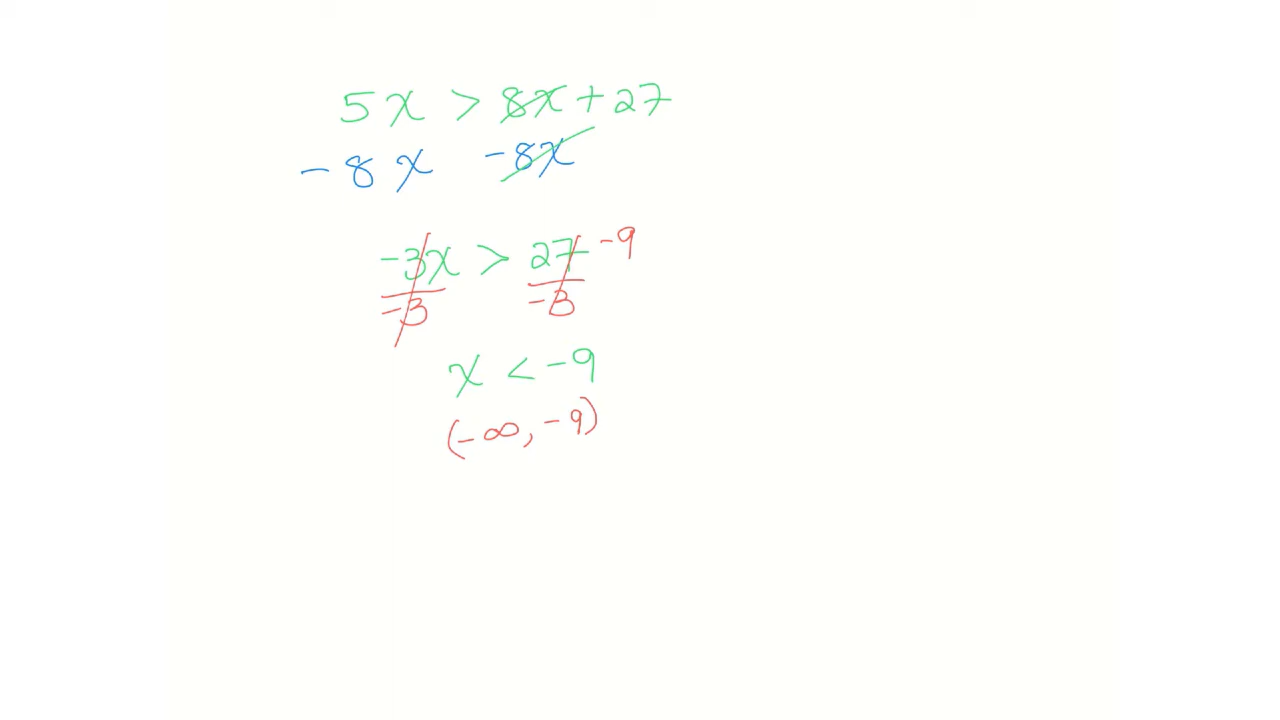 5x > 8x + 27
-8x -8x
-3x > 27 -9
-3 -3
x < -9
(-∞, -9)